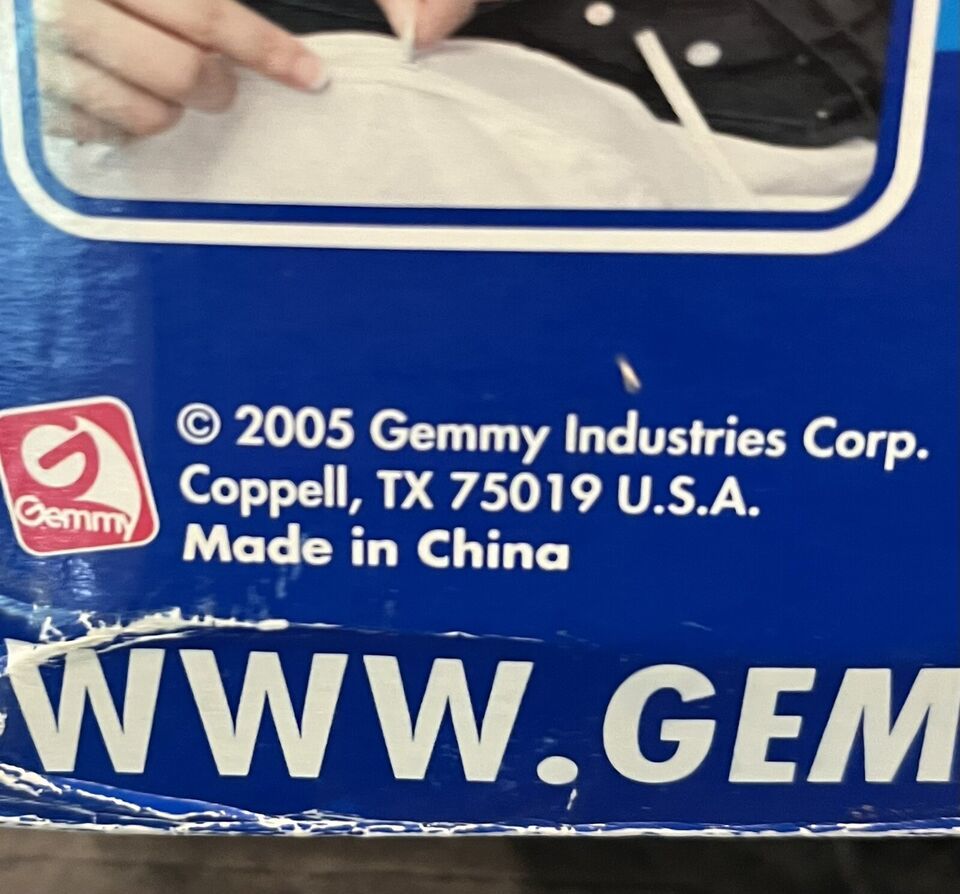 © 2005 Gemmy Industries Corp.
Coppell, TX 75019 U.S.A.
Made in China
Gemmy
WWW.GEM